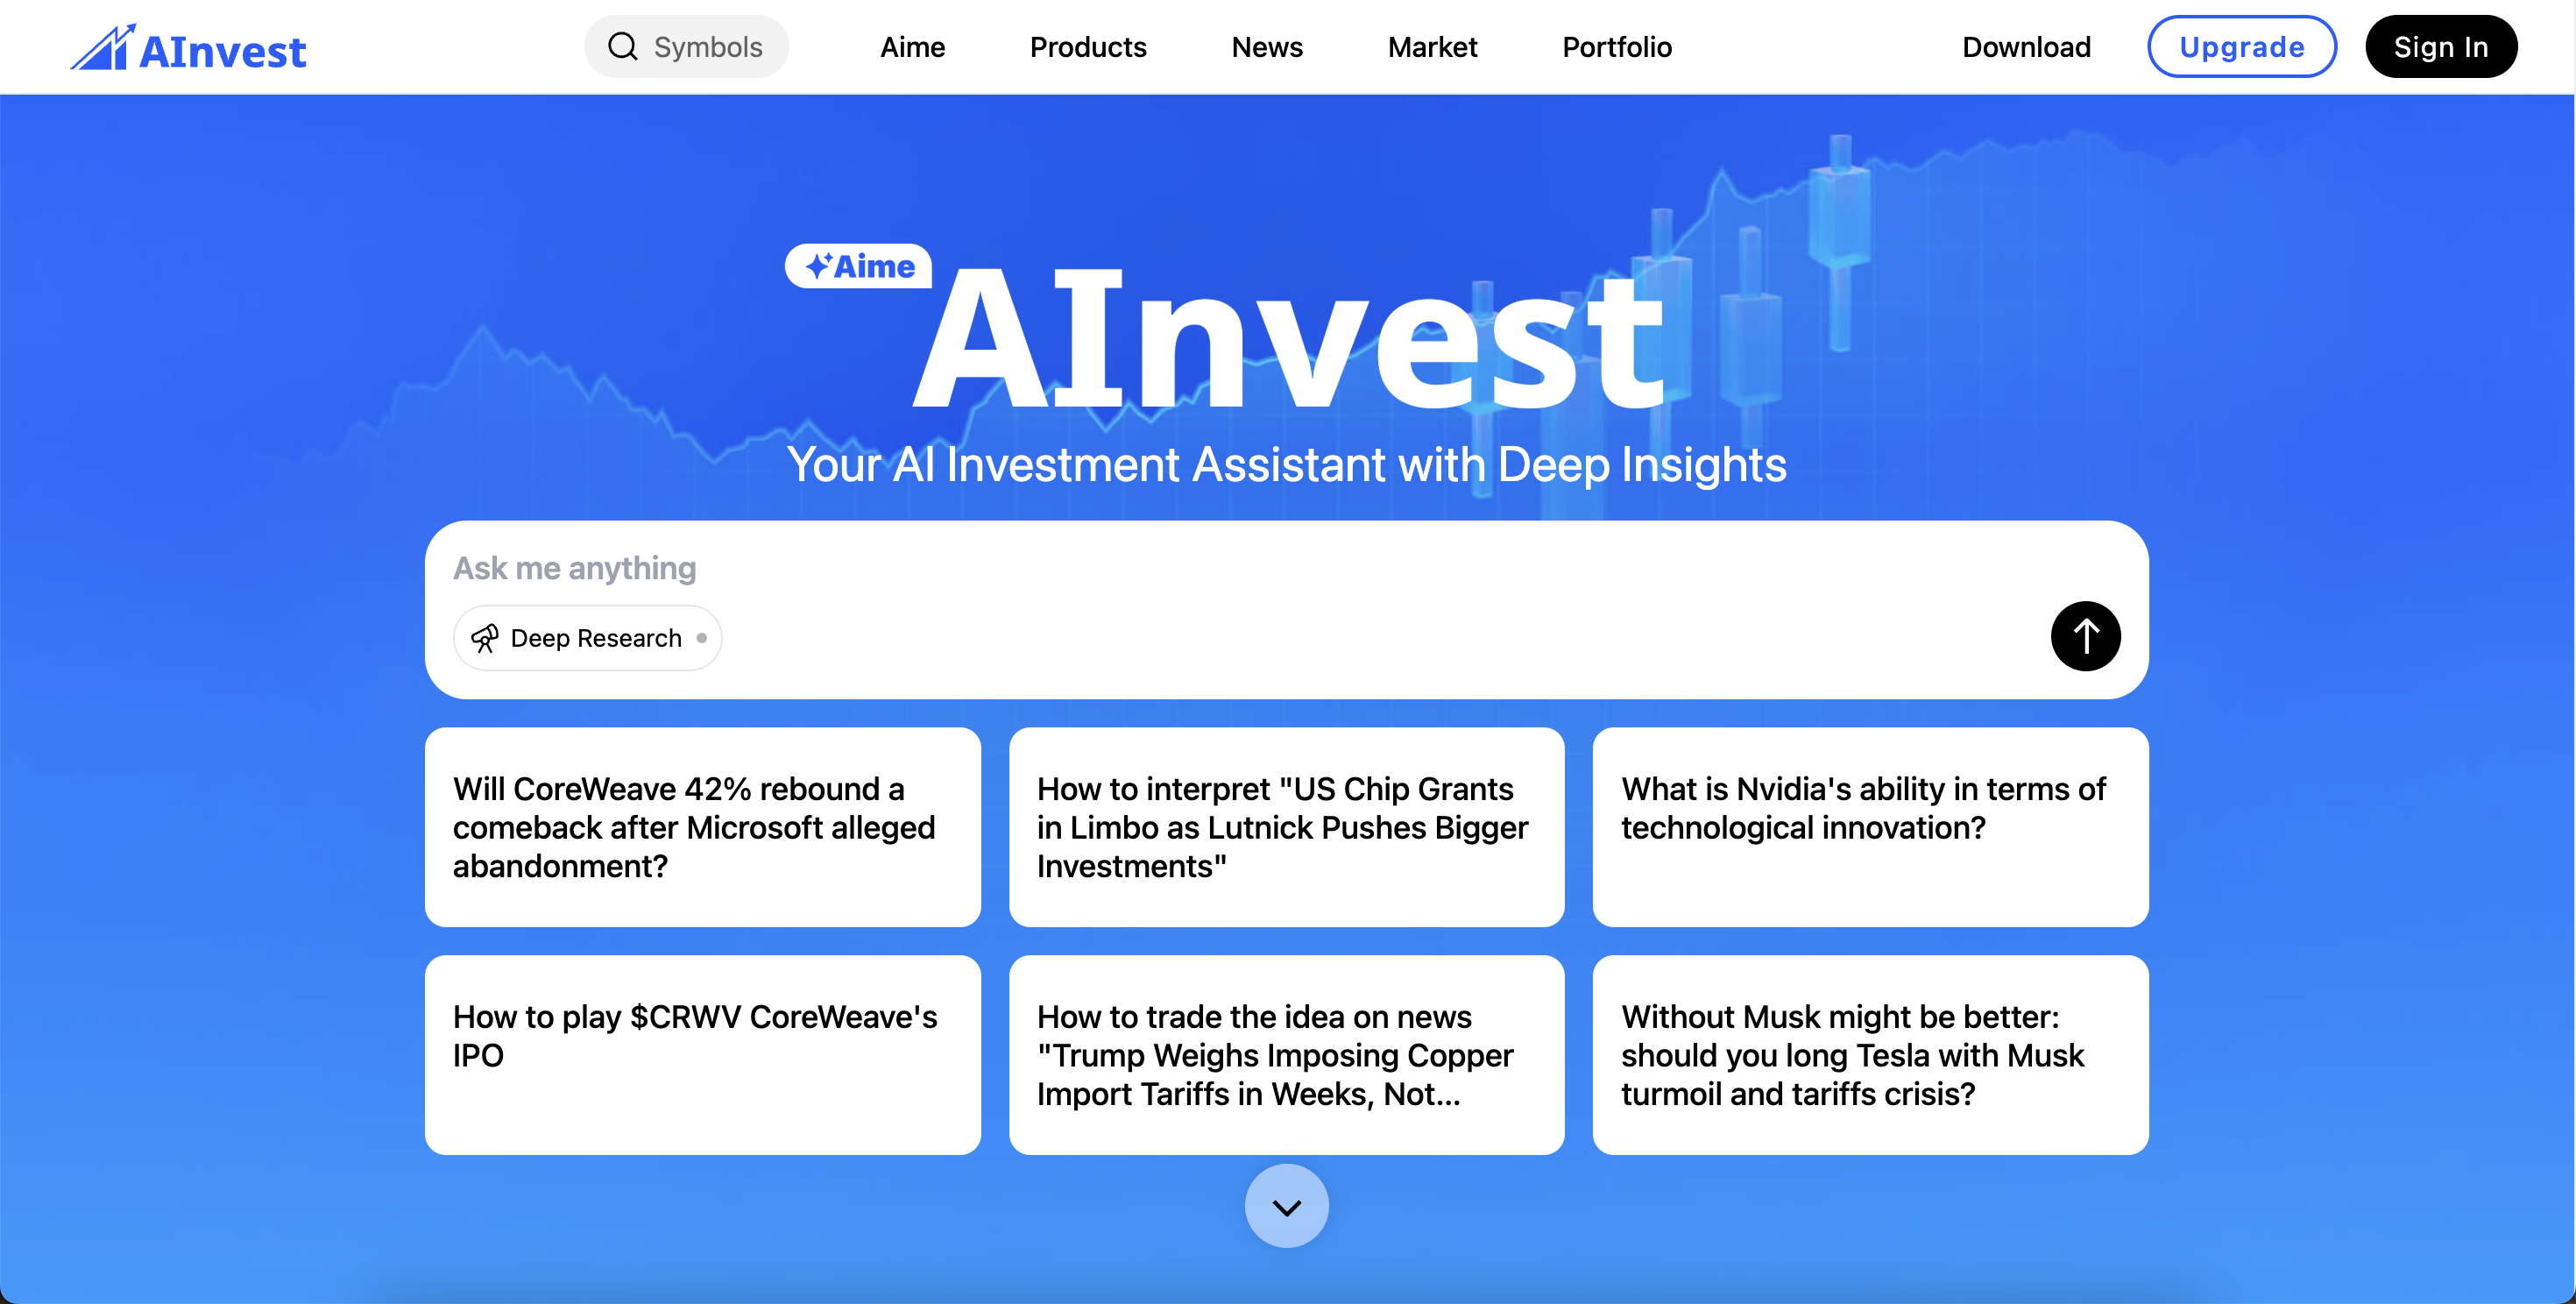 AInvest
Symbols
Aime
Products
News
Market
Portfolio
Download
Upgrade
Sign In
Aime
AInvest
Your AI Investment Assistant with Deep Insights
Ask me anything
Deep Research
Will CoreWeave 42% rebound a
comeback after Microsoft alleged
abandonment?
How to interpret "US Chip Grants
in Limbo as Lutnick Pushes Bigger
Investments"
What is Nvidia's ability in terms of
technological innovation?
How to play $CRWV CoreWeave's
IPO
How to trade the idea on news
"Trump Weighs Imposing Copper
Import Tariffs in Weeks, Not...
Without Musk might be better:
should you long Tesla with Musk
turmoil and tariffs crisis?